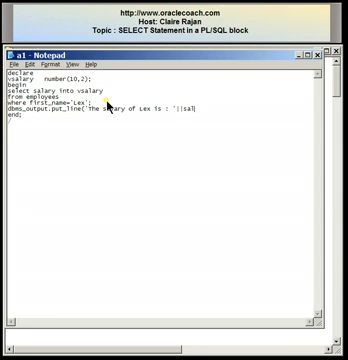 http://www.oraclecoach.com
Host: Claire Rajan
Topic : SELECT Statement in a PL/SQL block
a1 - Notepad
File Edit Format View Help
declare
vsalary number(10,2);
begin
select salary into vsalary
from employees
where first_name='Lex';
dbms_output.put_line('The salary of Lex is : '||sal
end;
/